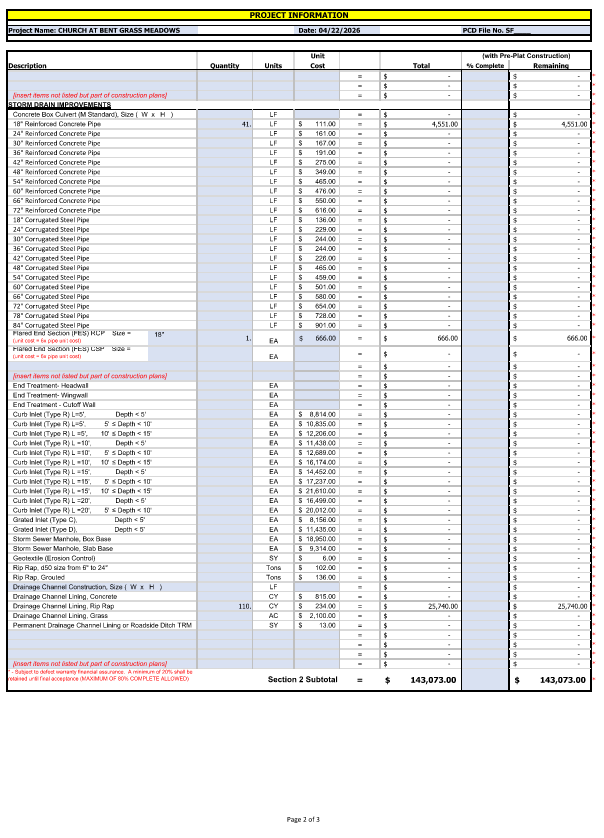 PROJECT INFORMATION
Project Name: CHURCH AT BENT GRASS MEADOWS Date: 04/22/2026 PCD File No. SF____
Unit (with Pre-Plat Construction)
Description Quantity Units Cost Total % Complete Remaining
= $ - $ -
= $ - $ -
[insert items not listed but part of construction plans] = $ - $ -
STORM DRAIN IMPROVEMENTS
Concrete Box Culvert (M Standard), Size ( W x H ) LF = $ - $ -
18" Reinforced Concrete Pipe 41. LF $ 111.00 = $ 4,551.00 $ 4,551.00
24" Reinforced Concrete Pipe LF $ 161.00 = $ - $ -
30" Reinforced Concrete Pipe LF $ 167.00 = $ - $ -
36" Reinforced Concrete Pipe LF $ 191.00 = $ - $ -
42" Reinforced Concrete Pipe LF $ 275.00 = $ - $ -
48" Reinforced Concrete Pipe LF $ 349.00 = $ - $ -
54" Reinforced Concrete Pipe LF $ 465.00 = $ - $ -
60" Reinforced Concrete Pipe LF $ 476.00 = $ - $ -
66" Reinforced Concrete Pipe LF $ 550.00 = $ - $ -
72" Reinforced Concrete Pipe LF $ 616.00 = $ - $ -
18" Corrugated Steel Pipe LF $ 136.00 = $ - $ -
24" Corrugated Steel Pipe LF $ 229.00 = $ - $ -
30" Corrugated Steel Pipe LF $ 244.00 = $ - $ -
36" Corrugated Steel Pipe LF $ 244.00 = $ - $ -
42" Corrugated Steel Pipe LF $ 226.00 = $ - $ -
48" Corrugated Steel Pipe LF $ 465.00 = $ - $ -
54" Corrugated Steel Pipe LF $ 459.00 = $ - $ -
60" Corrugated Steel Pipe LF $ 501.00 = $ - $ -
66" Corrugated Steel Pipe LF $ 580.00 = $ - $ -
72" Corrugated Steel Pipe LF $ 654.00 = $ - $ -
78" Corrugated Steel Pipe LF $ 728.00 = $ - $ -
84" Corrugated Steel Pipe LF $ 901.00 = $ - $ -
Flared End Section (FES) RCP Size = 18" 1. EA $ 666.00 = $ 666.00 $ 666.00
(unit cost = 6x pipe unit cost)
Flared End Section (FES) CSP Size = EA = $ - $ -
(unit cost = 6x pipe unit cost)
= $ - $ -
[insert items not listed but part of construction plans] = $ - $ -
End Treatment- Headwall EA = $ - $ -
End Treatment- Wingwall EA = $ - $ -
End Treatment - Cutoff Wall EA = $ - $ -
Curb Inlet (Type R) L=5', Depth < 5' EA $ 8,814.00 = $ - $ -
Curb Inlet (Type R) L=5', 5' ≤ Depth < 10' EA $ 10,835.00 = $ - $ -
Curb Inlet (Type R) L =5', 10' ≤ Depth < 15' EA $ 12,206.00 = $ - $ -
Curb Inlet (Type R) L =10', Depth < 5' EA $ 11,438.00 = $ - $ -
Curb Inlet (Type R) L =10', 5' ≤ Depth < 10' EA $ 12,689.00 = $ - $ -
Curb Inlet (Type R) L =10', 10' ≤ Depth < 15' EA $ 16,174.00 = $ - $ -
Curb Inlet (Type R) L =15', Depth < 5' EA $ 14,452.00 = $ - $ -
Curb Inlet (Type R) L =15', 5' ≤ Depth < 10' EA $ 17,237.00 = $ - $ -
Curb Inlet (Type R) L =15', 10' ≤ Depth < 15' EA $ 21,610.00 = $ - $ -
Curb Inlet (Type R) L =20', Depth < 5' EA $ 16,499.00 = $ - $ -
Curb Inlet (Type R) L =20', 5' ≤ Depth < 10' EA $ 20,012.00 = $ - $ -
Grated Inlet (Type C), Depth < 5' EA $ 8,156.00 = $ - $ -
Grated Inlet (Type D), Depth < 5' EA $ 11,435.00 = $ - $ -
Storm Sewer Manhole, Box Base EA $ 18,950.00 = $ - $ -
Storm Sewer Manhole, Slab Base EA $ 9,314.00 = $ - $ -
Geotextile (Erosion Control) SY $ 6.00 = $ - $ -
Rip Rap, d50 size from 6" to 24" Tons $ 102.00 = $ - $ -
Rip Rap, Grouted Tons $ 136.00 = $ - $ -
Drainage Channel Construction, Size ( W x H ) LF = $ - $ -
Drainage Channel Lining, Concrete CY $ 815.00 = $ - $ -
Drainage Channel Lining, Rip Rap 110. CY $ 234.00 = $ 25,740.00 $ 25,740.00
Drainage Channel Lining, Grass AC $ 2,100.00 = $ - $ -
Permanent Drainage Channel Lining or Roadside Ditch TRM SY $ 13.00 = $ - $ -
= $ - $ -
= $ - $ -
= $ - $ -
[insert items not listed but part of construction plans] = $ - $ -
* - Subject to defect warranty financial assurance. A minimum of 20% shall be
retained until final acceptance (MAXIMUM OF 80% COMPLETE ALLOWED)
Section 2 Subtotal = $ 143,073.00 $ 143,073.00
Page 2 of 3